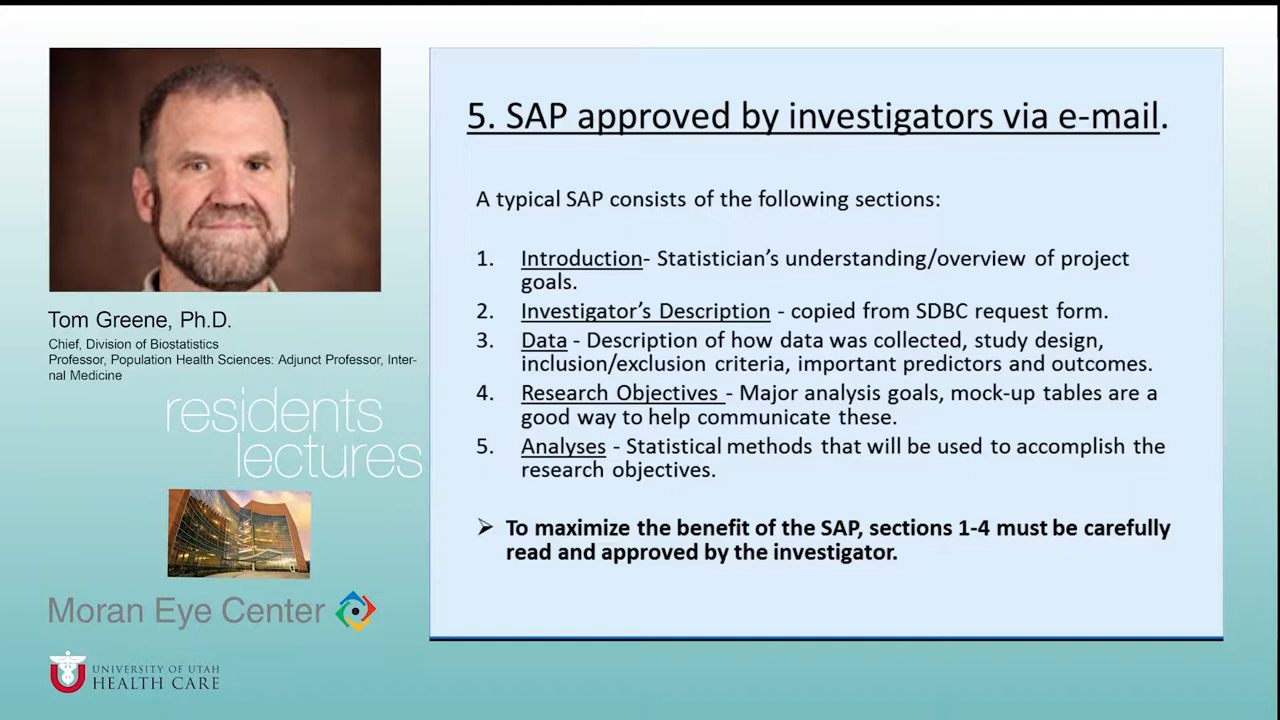 Tom Greene, Ph.D.
Chief, Division of Biostatistics
Professor, Population Health Sciences: Adjunct Professor, Inter-
nal Medicine
residents
lectures
Moran Eye Center
UNIVERSITY OF UTAH
HEALTH CARE
5. SAP approved by investigators via e-mail.
A typical SAP consists of the following sections:
1. Introduction- Statistician’s understanding/overview of project
goals.
2. Investigator’s Description - copied from SDBC request form.
3. Data - Description of how data was collected, study design,
inclusion/exclusion criteria, important predictors and outcomes.
4. Research Objectives - Major analysis goals, mock-up tables are a
good way to help communicate these.
5. Analyses - Statistical methods that will be used to accomplish the
research objectives.
➢ To maximize the benefit of the SAP, sections 1-4 must be carefully
read and approved by the investigator.